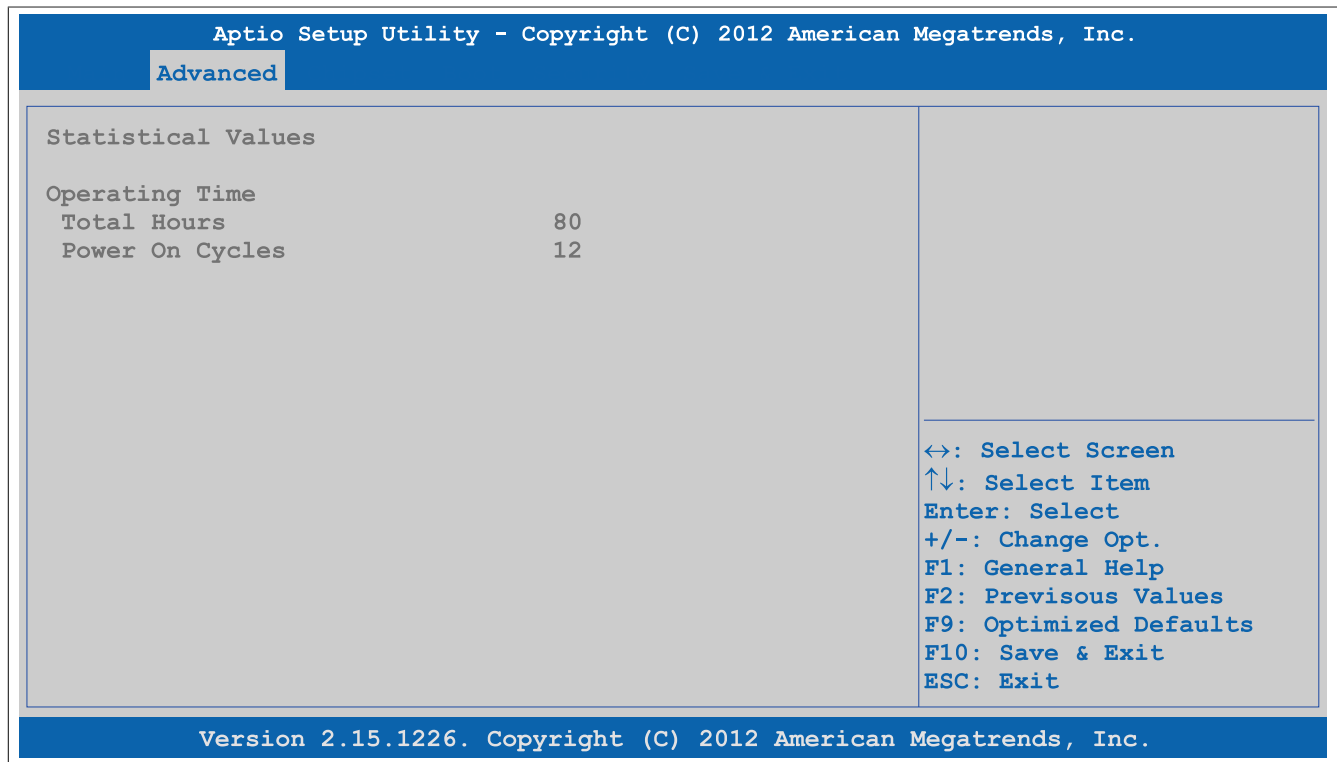 Aptio Setup Utility - Copyright (C) 2012 American Megatrends, Inc.
Advanced
Statistical Values
Operating Time
Total Hours 80
Power On Cycles 12
↔: Select Screen
↑↓: Select Item
Enter: Select
+/-: Change Opt.
F1: General Help
F2: Previsous Values
F9: Optimized Defaults
F10: Save & Exit
ESC: Exit
Version 2.15.1226. Copyright (C) 2012 American Megatrends, Inc.